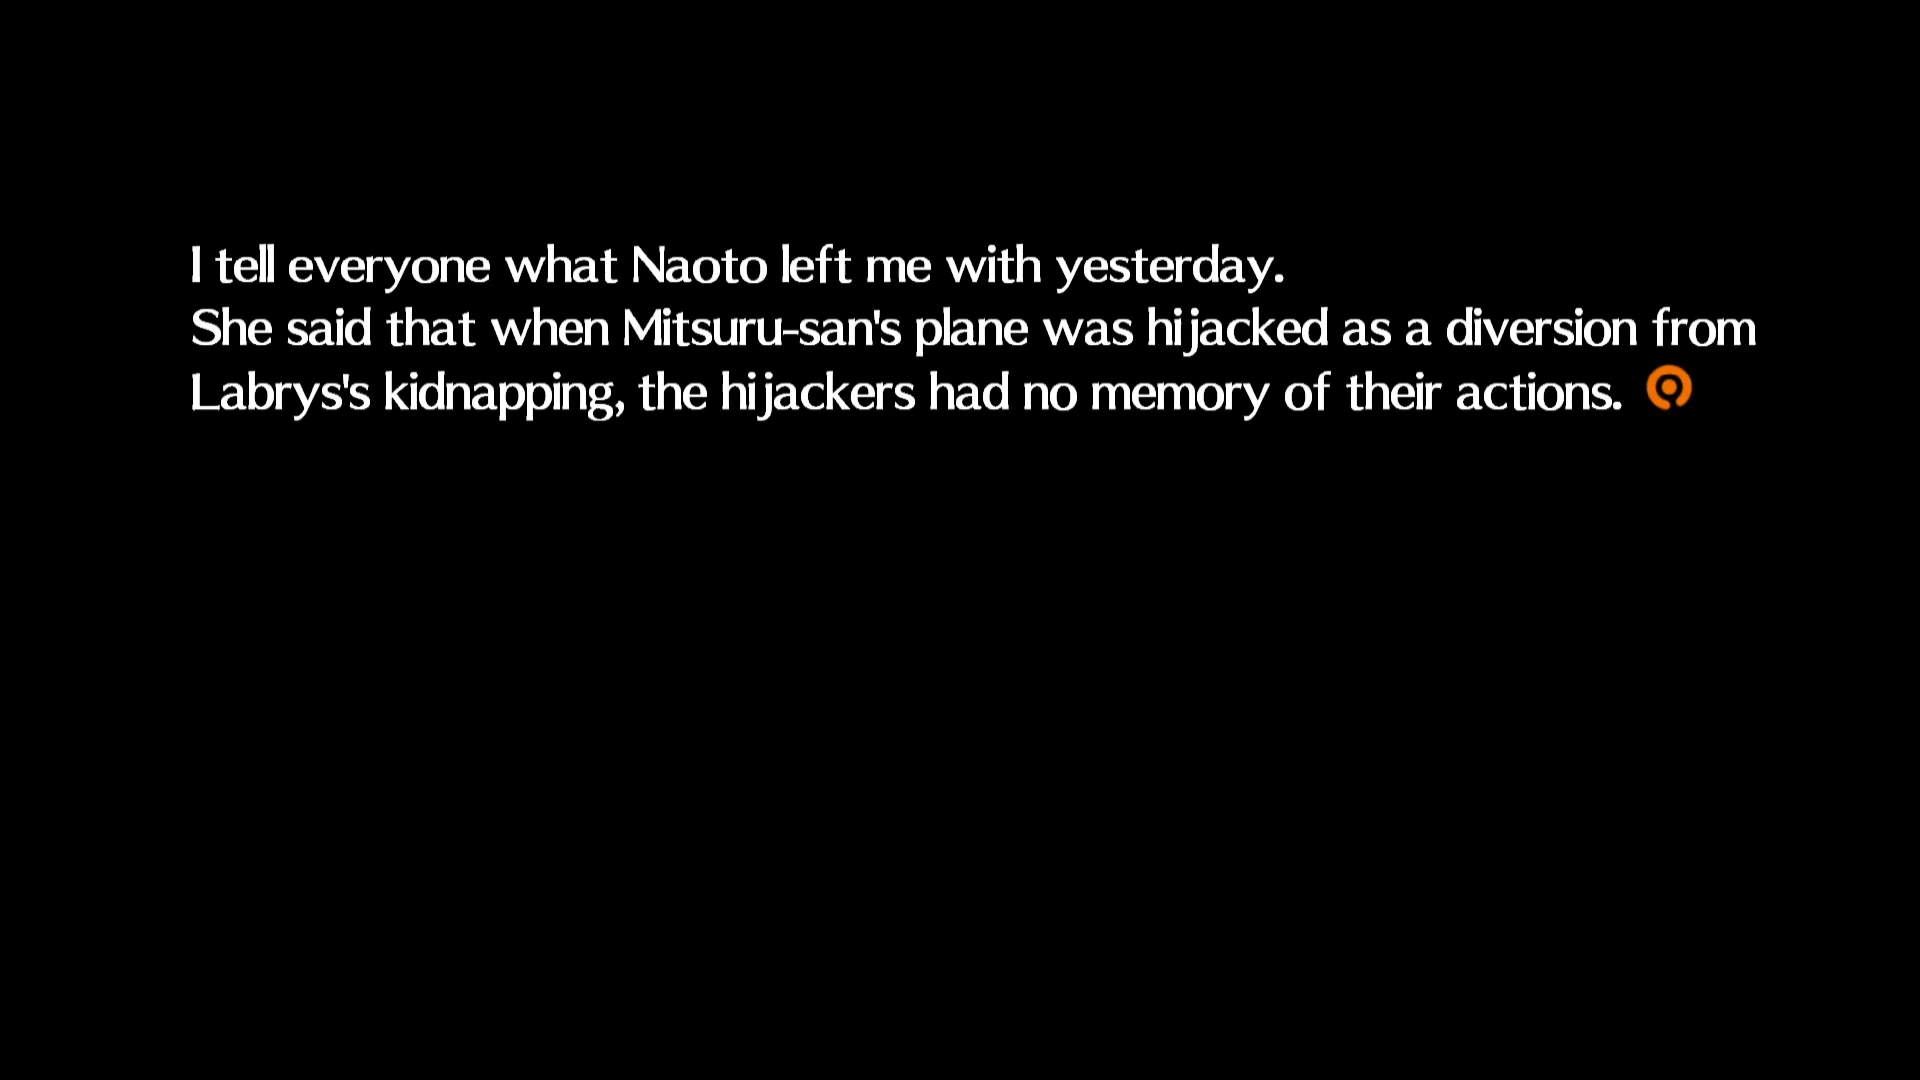 I tell everyone what Naoto left me with yesterday.
She said that when Mitsuru-san's plane was hijacked as a diversion from
Labrys's kidnapping, the hijackers had no memory of their actions.